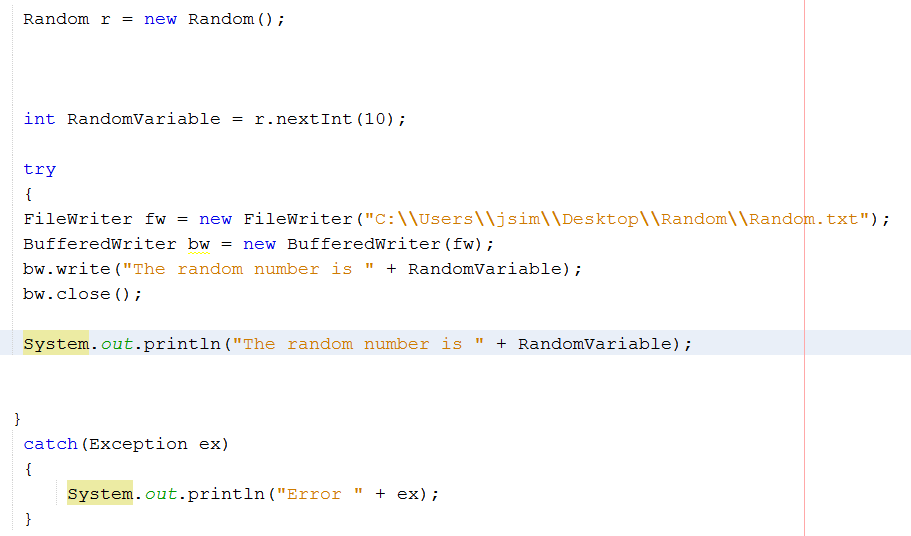 Random r = new Random();
int RandomVariable = r.nextInt(10);
try
{
FileWriter fw = new FileWriter("C:\\Users\\jsim\\Desktop\\Random\\Random.txt");
BufferedWriter bw = new BufferedWriter(fw);
bw.write("The random number is " + RandomVariable);
bw.close();
System.out.println("The random number is " + RandomVariable);
}
catch(Exception ex)
{
System.out.println("Error " + ex);
}